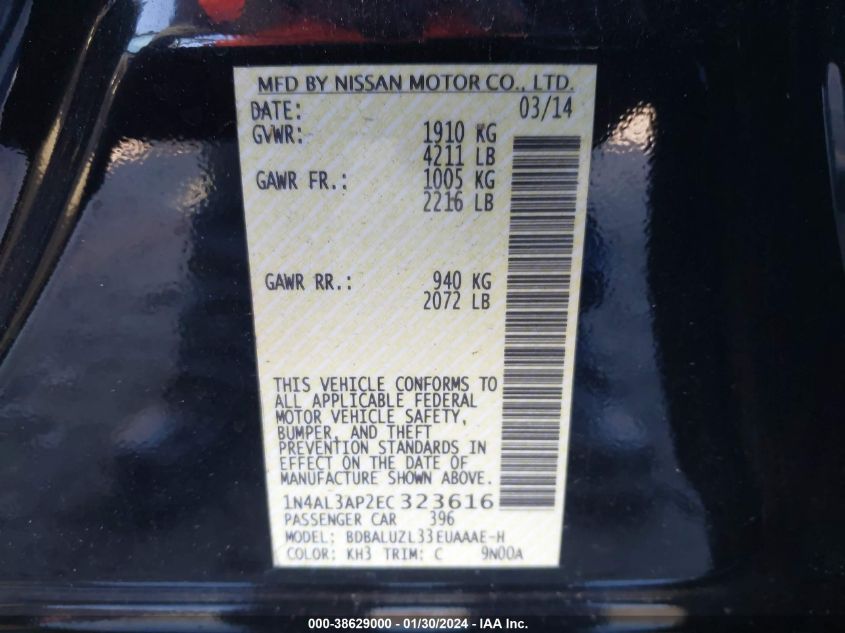 MFD BY NISSAN MOTOR CO., LTD.
DATE: 03/14
GVWR: 1910 KG
4211 LB
GAWR FR.: 1005 KG
2216 LB
GAWR RR.: 940 KG
2072 LB
THIS VEHICLE CONFORMS TO
ALL APPLICABLE FEDERAL
MOTOR VEHICLE SAFETY,
BUMPER, AND THEFT
PREVENTION STANDARDS IN
EFFECT ON THE DATE OF
MANUFACTURE SHOWN ABOVE.
1N4AL3AP2EC323616
PASSENGER CAR 396
MODEL: BDBALUZL33EUAAAE-H
COLOR: KH3 TRIM: C 9N00A
000-38629000 - 01/30/2024 - IAA Inc.